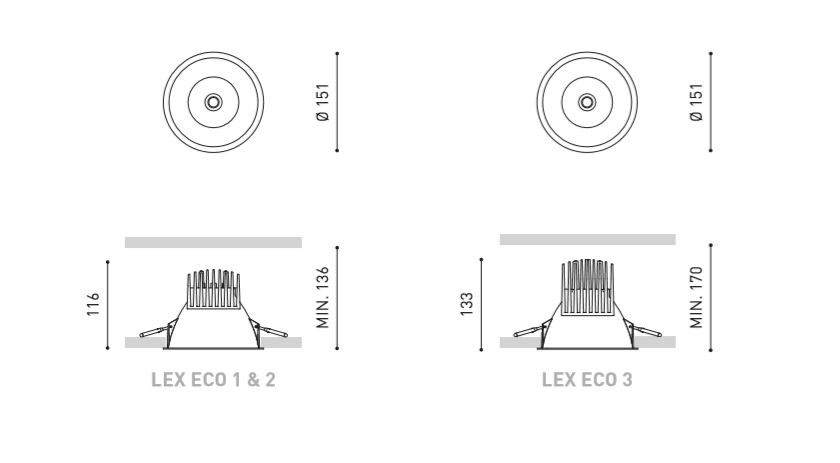 Ø 151
Ø 151
116
MIN. 136
133
MIN. 170
LEX ECO 1 & 2
LEX ECO 3